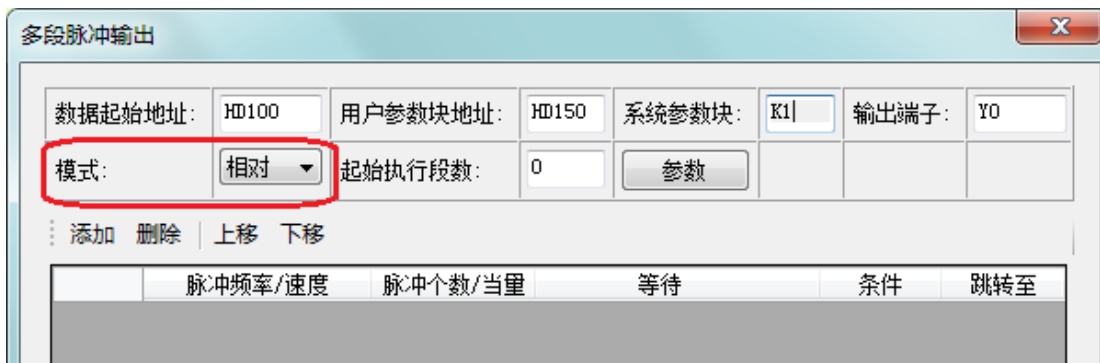 多段脉冲输出
数据起始地址: HD100 用户参数块地址: HD150 系统参数块: K1 输出端子: Y0
模式: 相对 起始执行段数: 0 参数
添加 删除 上移 下移
脉冲频率/速度 脉冲个数/当量 等待 条件 跳转至